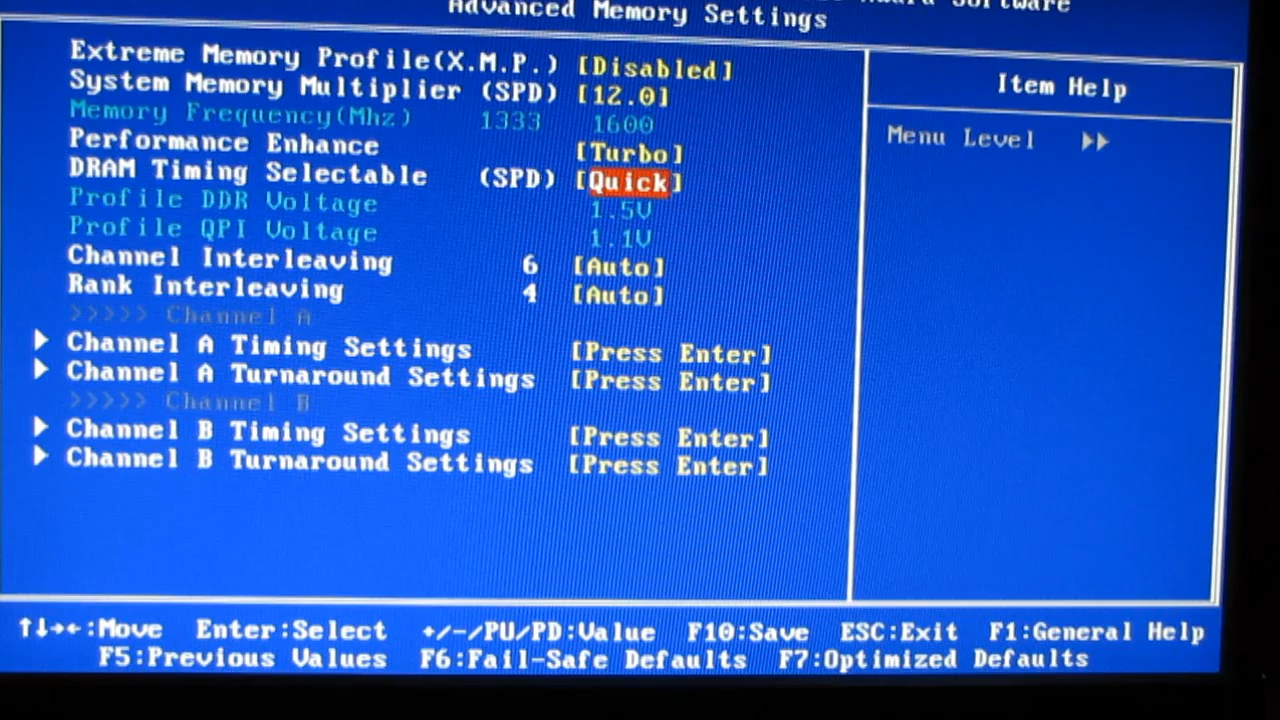 Award Software
Advanced Memory Settings
Extreme Memory Profile(X.M.P.) [Disabled]
System Memory Multiplier (SPD) [12.0]
Memory Frequency(Mhz) 1333 1600
Performance Enhance [Turbo]
DRAM Timing Selectable (SPD) [Quick]
Profile DDR Voltage 1.5V
Profile QPI Voltage 1.1V
Channel Interleaving 6 [Auto]
Rank Interleaving 4 [Auto]
>>>>> Channel A
▶ Channel A Timing Settings [Press Enter]
▶ Channel A Turnaround Settings [Press Enter]
>>>>> Channel B
▶ Channel B Timing Settings [Press Enter]
▶ Channel B Turnaround Settings [Press Enter]
Item Help
Menu Level ▶▶
↑↓→←:Move Enter:Select +/-/PU/PD:Value F10:Save ESC:Exit F1:General Help
F5:Previous Values F6:Fail-Safe Defaults F7:Optimized Defaults